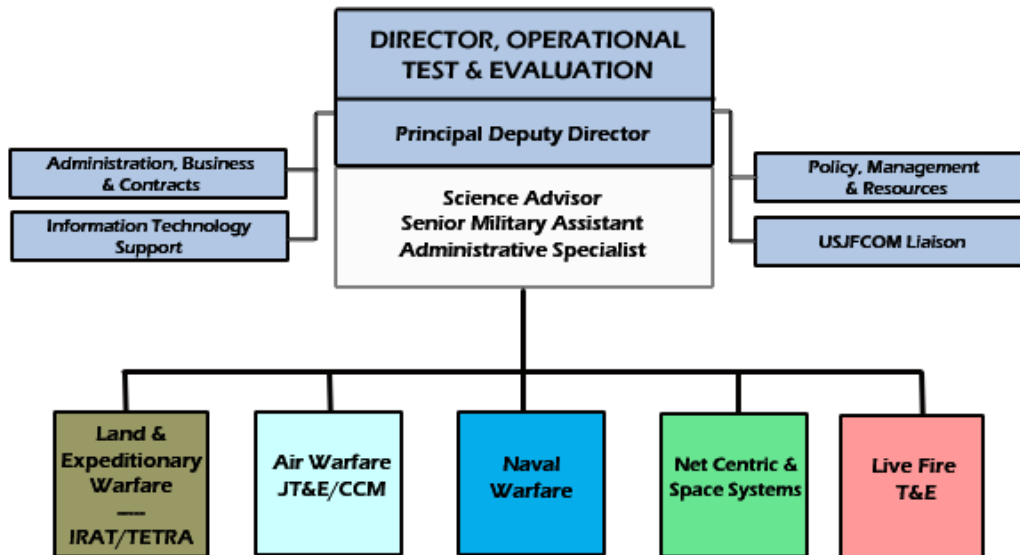 DIRECTOR, OPERATIONAL
TEST & EVALUATION
Principal Deputy Director
Administration, Business
& Contracts
Information Technology
Support
Science Advisor
Senior Military Assistant
Administrative Specialist
Policy, Management
& Resources
USJFCOM Liaison
Land &
Expeditionary
Warfare
-----
IRAT/TETRA
Air Warfare
JT&E/CCM
Naval
Warfare
Net Centric &
Space Systems
Live Fire
T&E